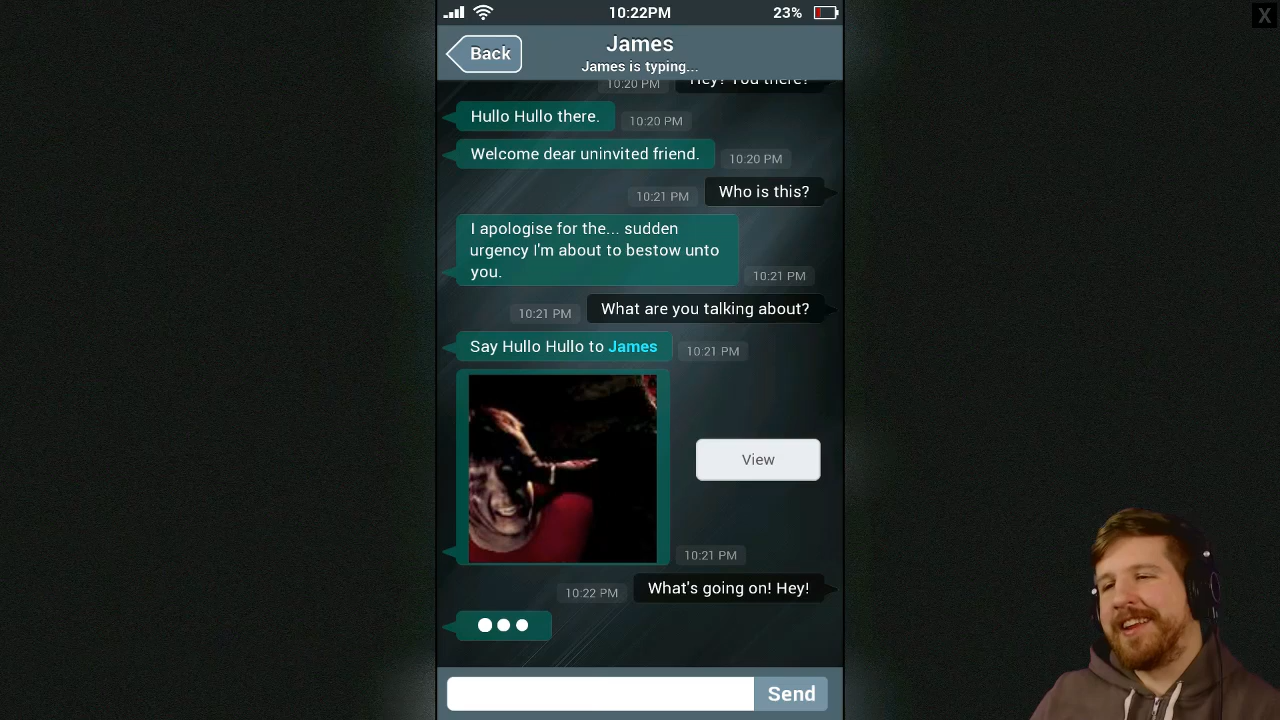 10:22PM
23%
X
Back
James
James is typing...
10:20 PM
Hey? You there?
Hullo Hullo there.
10:20 PM
Welcome dear uninvited friend.
10:20 PM
10:21 PM
Who is this?
I apologise for the... sudden
urgency I'm about to bestow unto
you.
10:21 PM
10:21 PM
What are you talking about?
Say Hullo Hullo to James
10:21 PM
View
10:21 PM
10:22 PM
What's going on! Hey!
Send